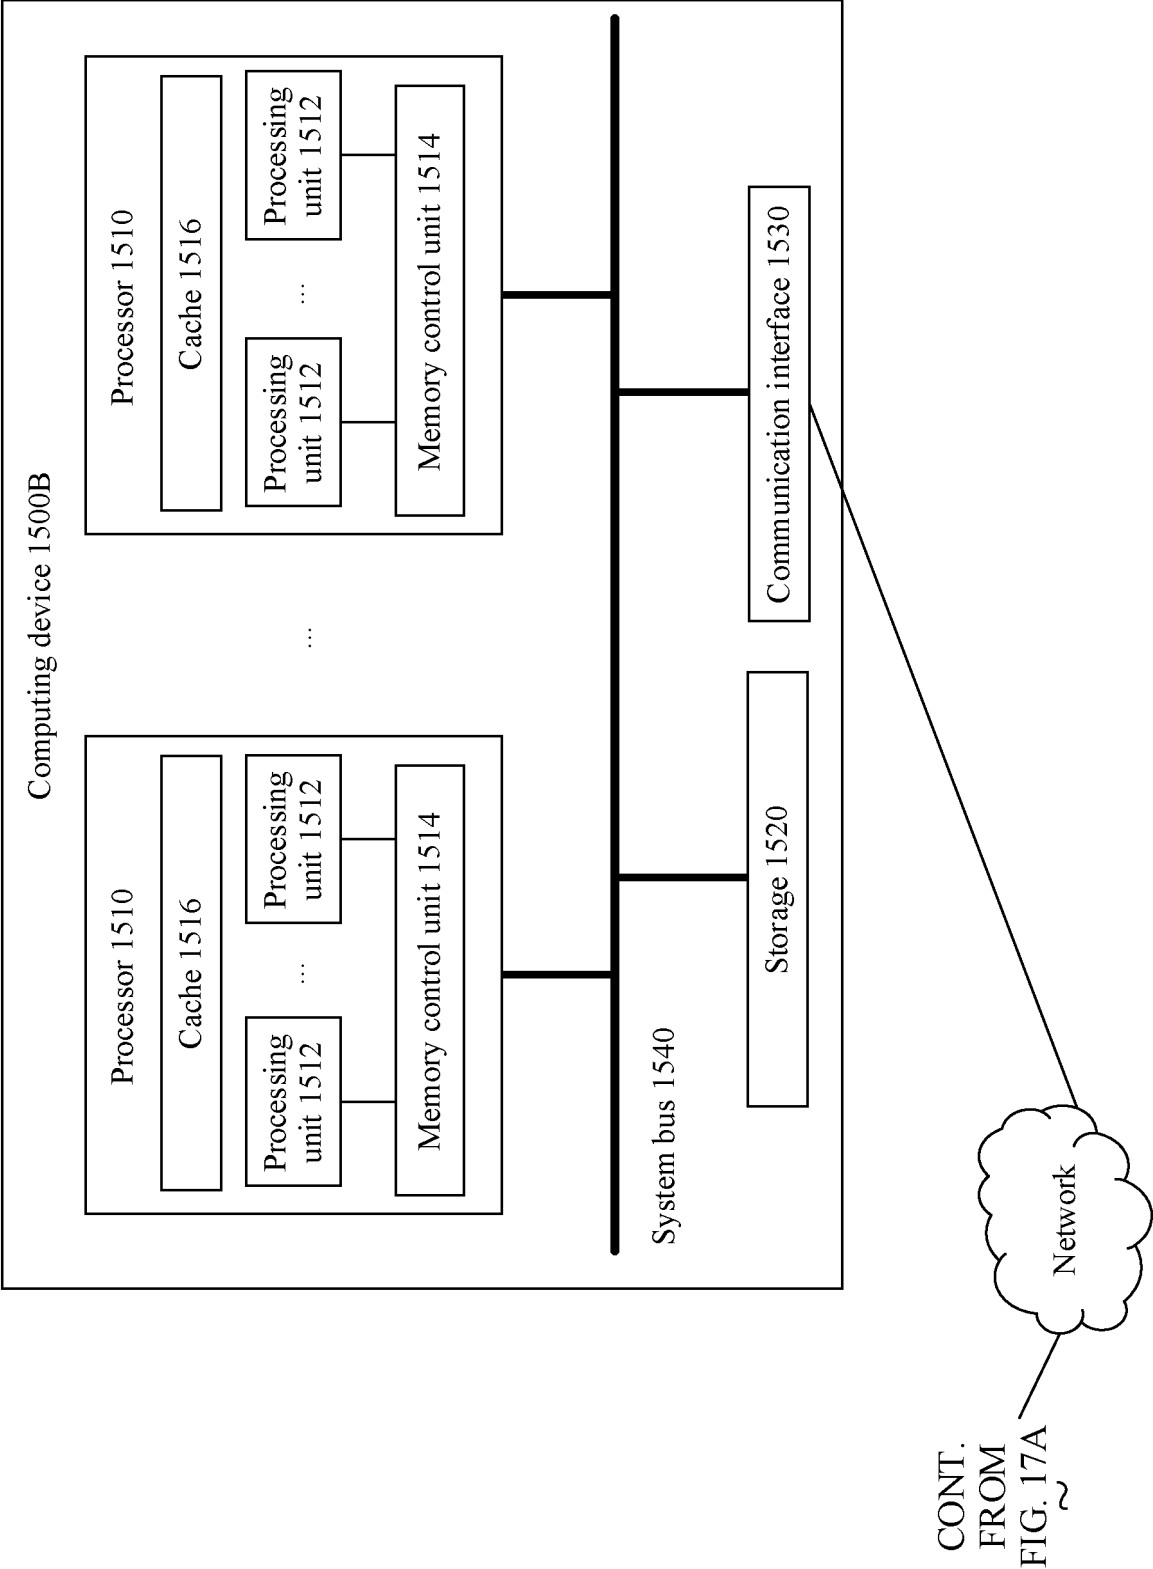 Computing device 1500B
Processor 1510
Cache 1516
Processing
unit 1512
...
Processing
unit 1512
Memory control unit 1514
...
Processor 1510
Cache 1516
Processing
unit 1512
...
Processing
unit 1512
Memory control unit 1514
System bus 1540
Storage 1520
Communication interface 1530
Network
CONT.
FROM
FIG. 17A
~